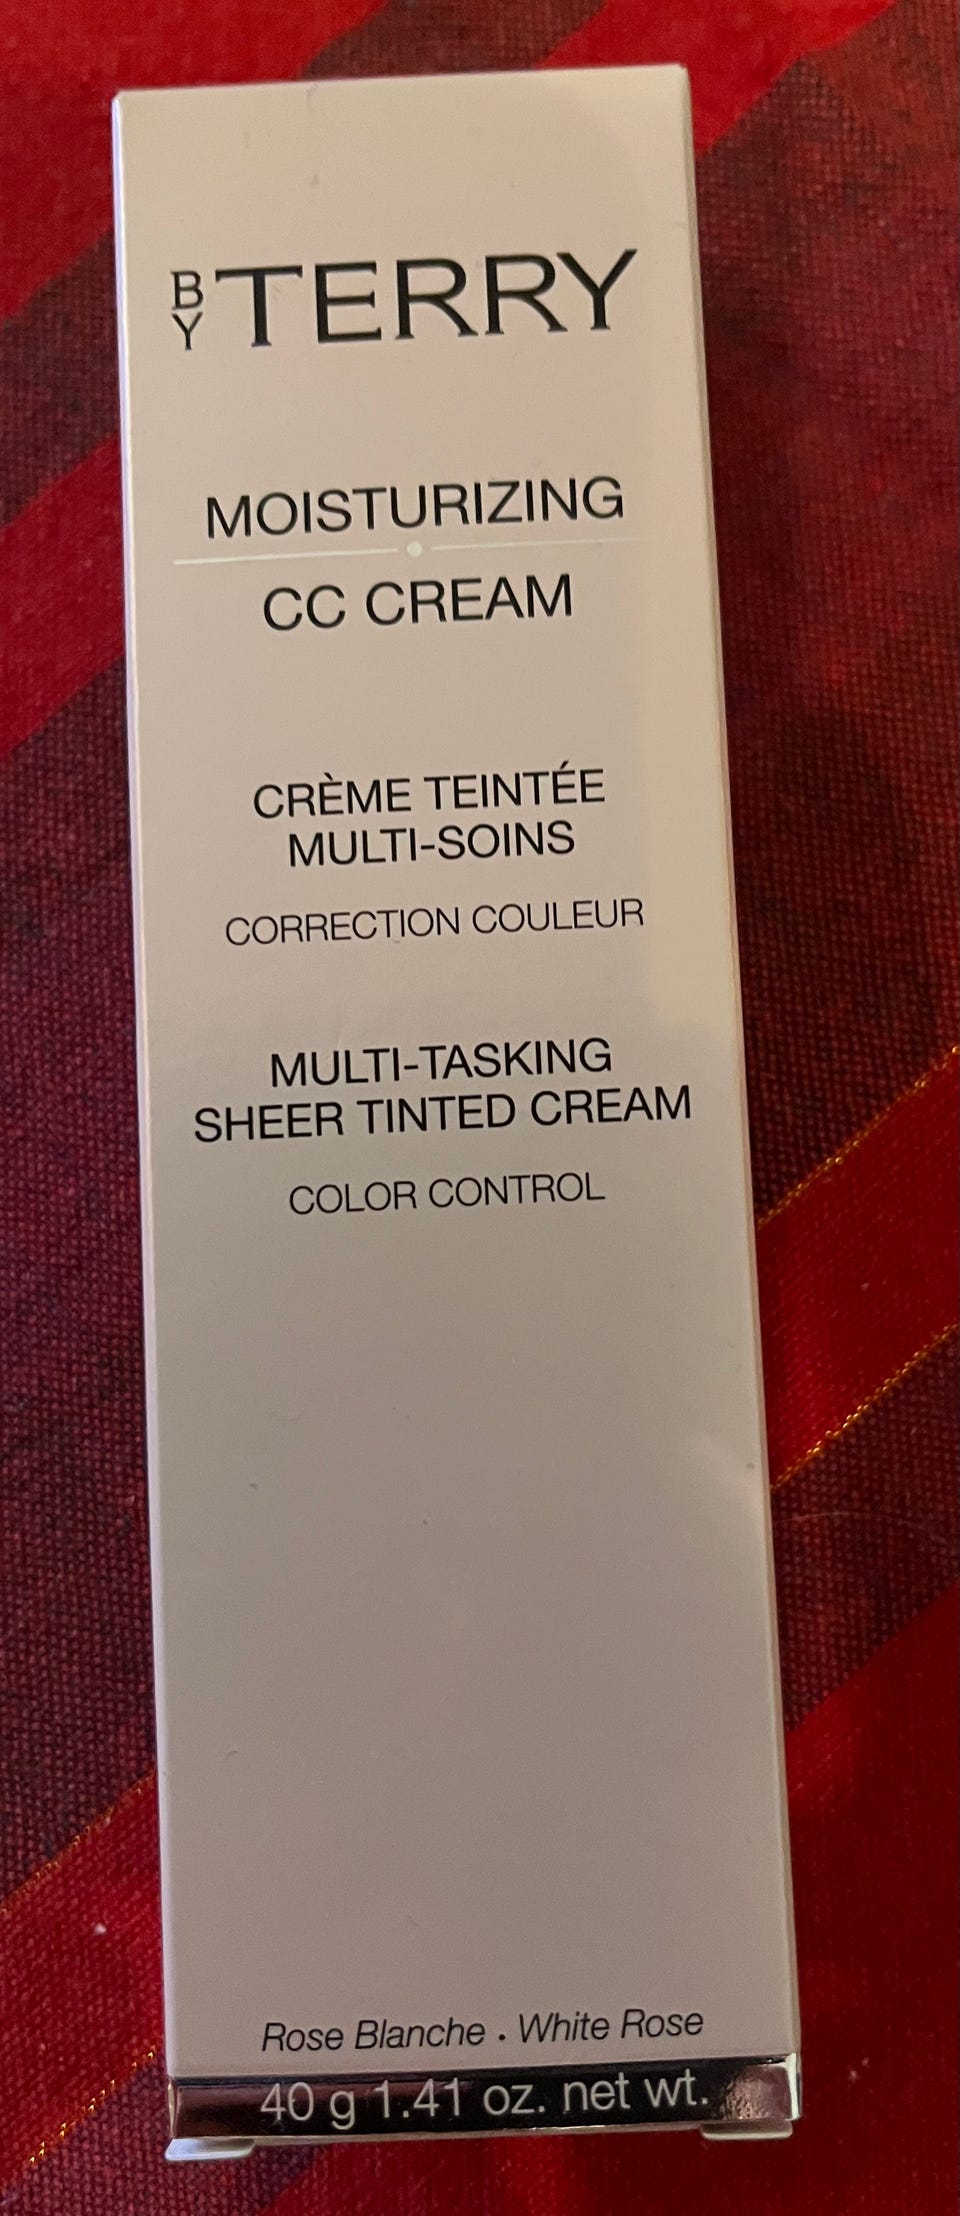 BY TERRY
MOISTURIZING
CC CREAM
CRÈME TEINTÉE
MULTI-SOINS
CORRECTION COULEUR
MULTI-TASKING
SHEER TINTED CREAM
COLOR CONTROL
Rose Blanche . White Rose
40 g 1.41 oz. net wt.